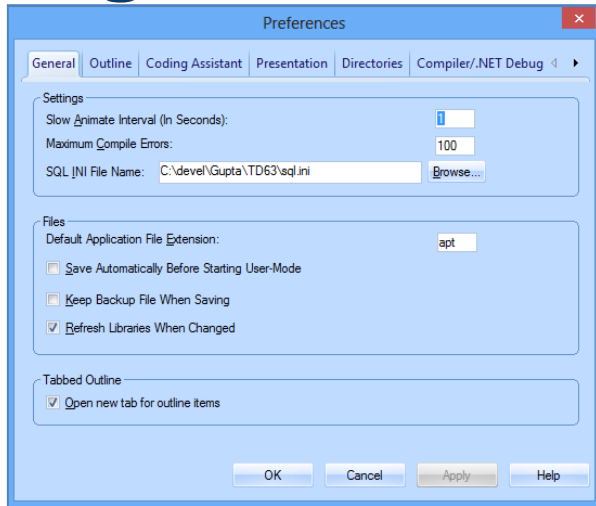 Preferences
General Outline Coding Assistant Presentation Directories Compiler/.NET Debug
Settings
Slow Animate Interval (In Seconds): 1
Maximum Compile Errors: 100
SQL INI File Name: C:\devel\Gupta\TD63\sql.ini Browse...
Files
Default Application File Extension: apt
Save Automatically Before Starting User-Mode
Keep Backup File When Saving
Refresh Libraries When Changed
Tabbed Outline
Open new tab for outline items
OK Cancel Apply Help